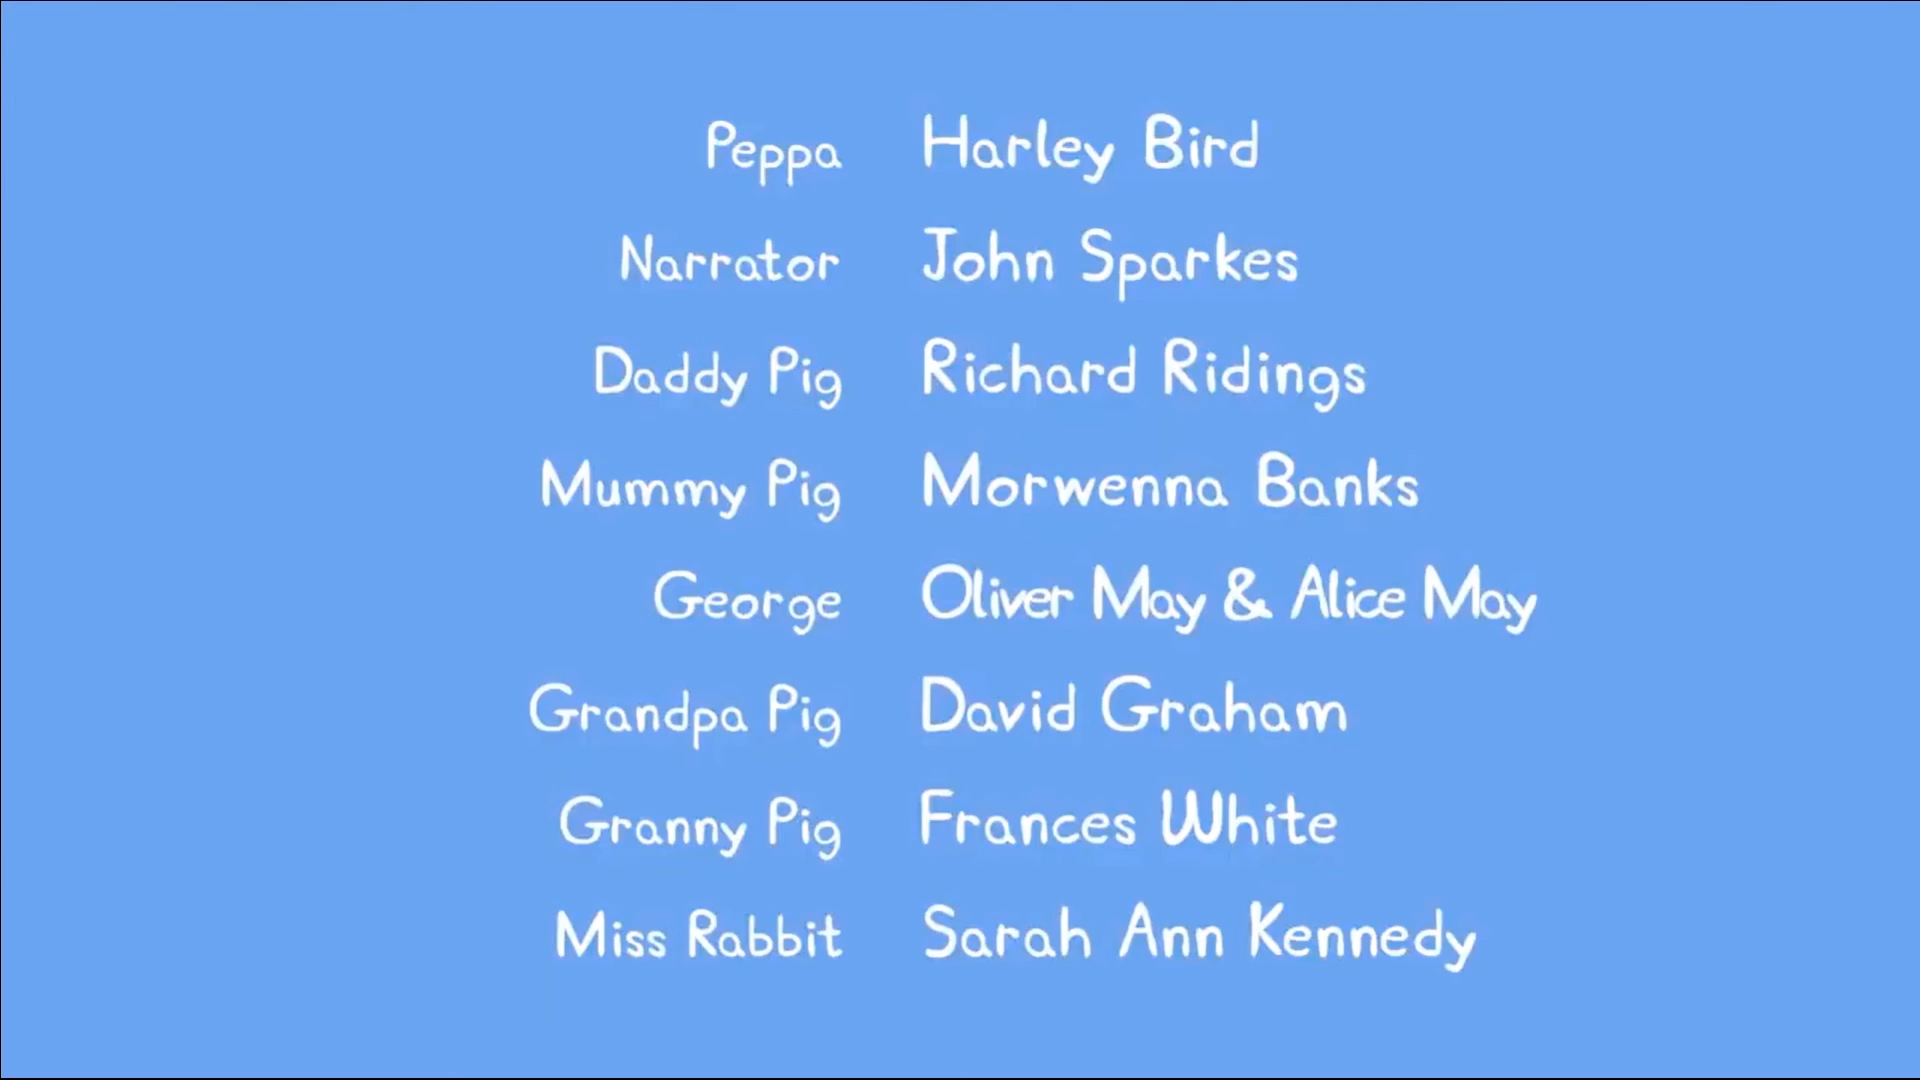 Peppa Harley Bird
Narrator John Sparkes
Daddy Pig Richard Ridings
Mummy Pig Morwenna Banks
George Oliver May & Alice May
Grandpa Pig David Graham
Granny Pig Frances White
Miss Rabbit Sarah Ann Kennedy